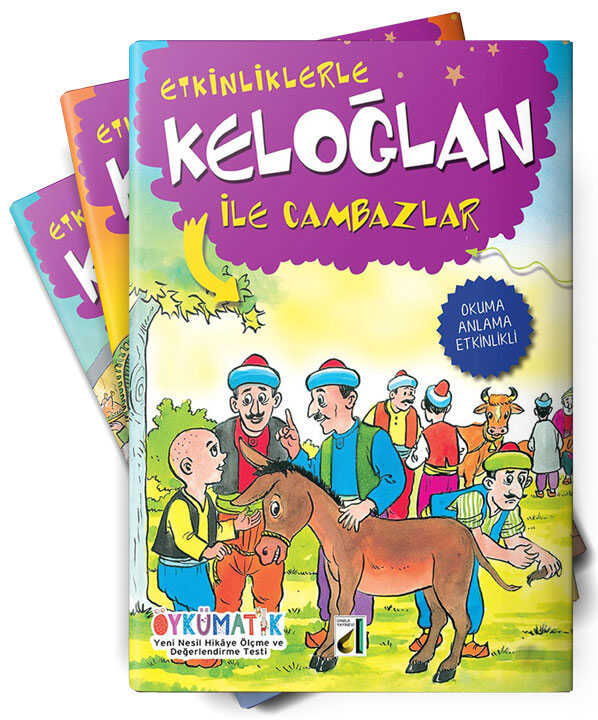 ETKİNLİKLERLE
KELOĞLAN
İLE CAMBAZLAR
OKUMA
ANLAMA
ETKİNLİKLİ
ÖYKÜMATİK
Yeni Nesil Hikâye Ölçme ve
Değerlendirme Testi